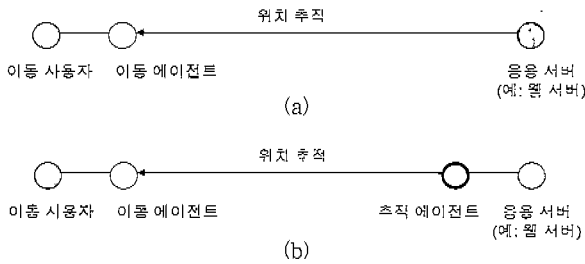 위치 추적
이동 사용자 이동 에이전트 응용 서버
(예: 웹 서버)
(a)
위치 추적
이동 사용자 이동 에이전트 추적 에이전트 응용 서버
(예: 웹 서버)
(b)